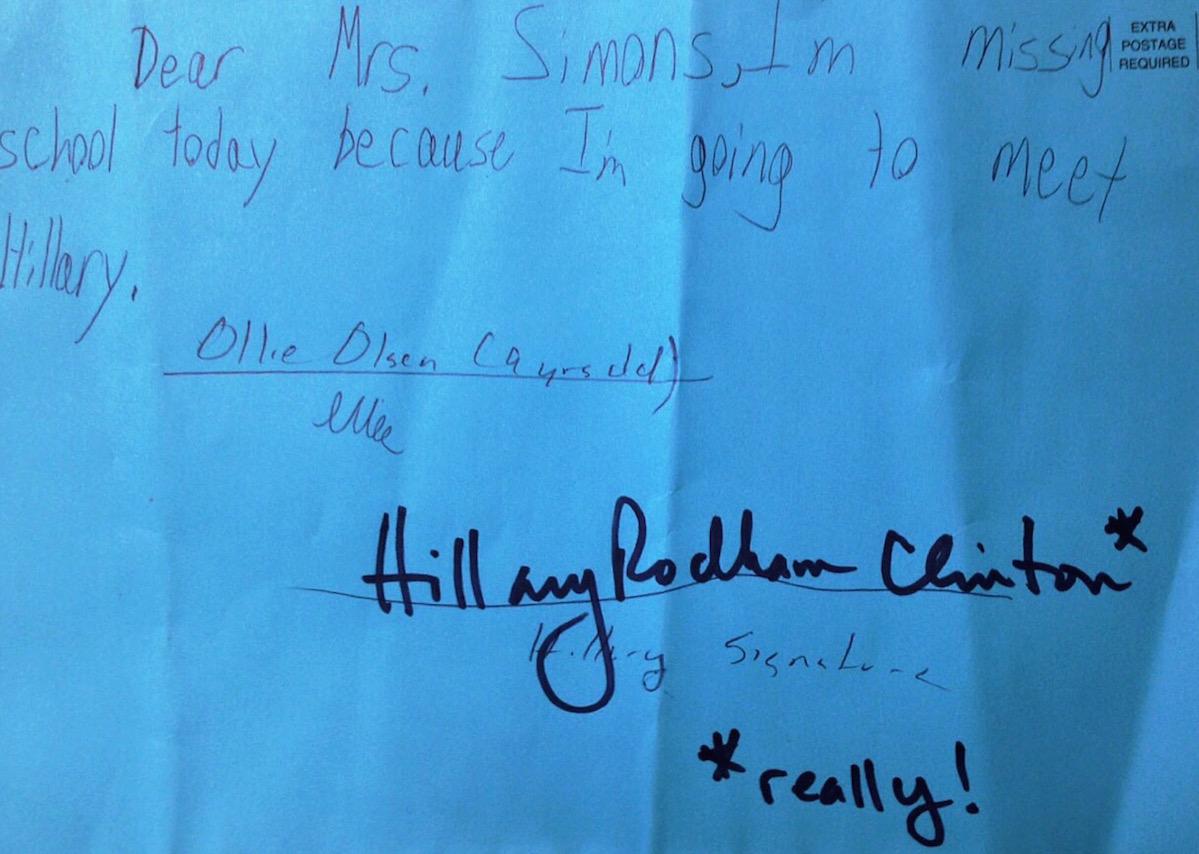 Dear Mrs. Simons, Im missing
EXTRA
POSTAGE
REQUIRED
school today because I'm going to meet
Hillary.
Ollie Olsen (9 yrs old)
Ollie
Hillary Rodham Clinton*
Hillary Signature
*really!